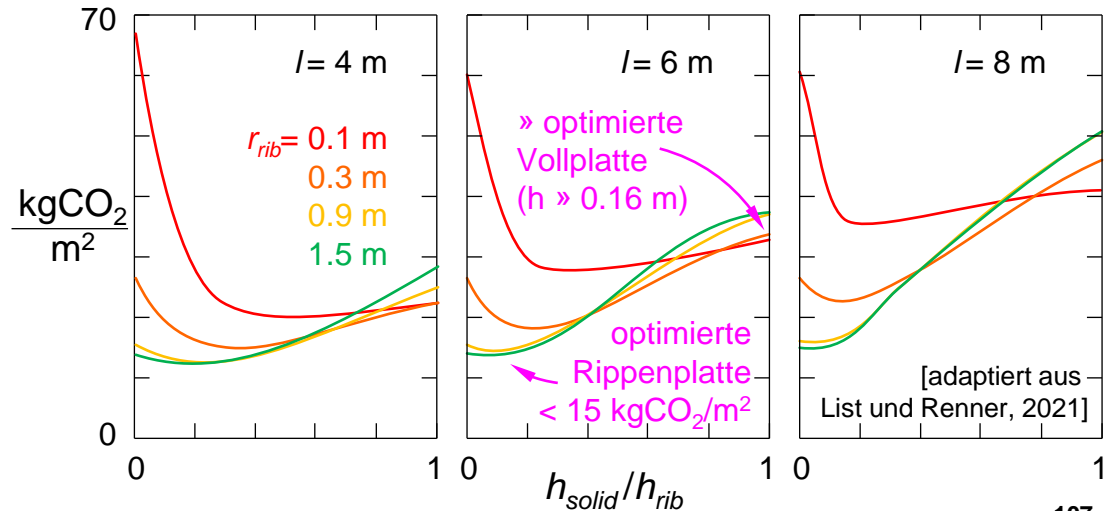 70
l = 4 m
l = 6 m
l = 8 m
r_rib = 0.1 m
0.3 m
0.9 m
1.5 m
» optimierte
Vollplatte
(h » 0.16 m)
kgCO₂
m²
optimierte
Rippenplatte
< 15 kgCO₂/m²
[adaptiert aus
List und Renner, 2021]
0
0 1 0 1 0 1
h_solid/h_rib